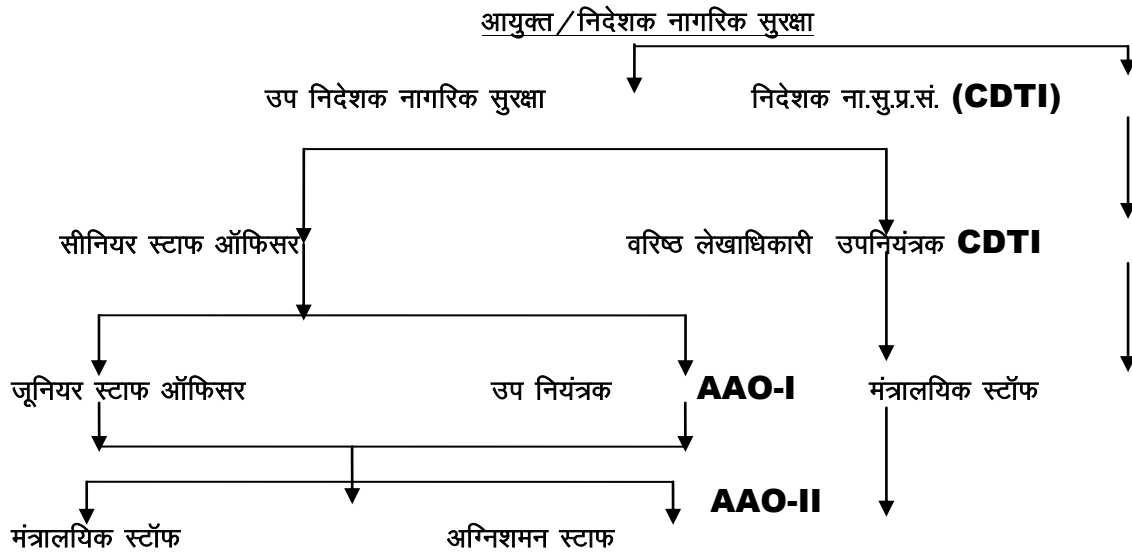 आयुक्त/निदेशक नागरिक सुरक्षा
उप निदेशक नागरिक सुरक्षा निदेशक ना.सु.प्र.सं. (CDTI)
सीनियर स्टाफ ऑफिसर वरिष्ठ लेखाधिकारी उपनियंत्रक CDTI
जूनियर स्टाफ ऑफिसर उप नियंत्रक AAO-I मंत्रालयिक स्टॉफ
AAO-II
मंत्रालयिक स्टॉफ अग्निशमन स्टाफ